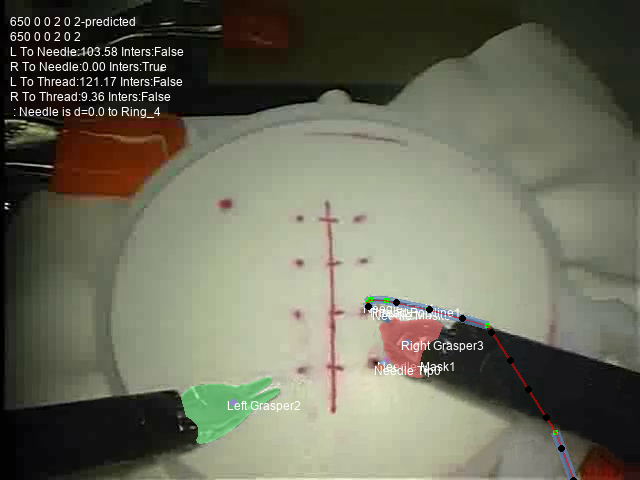 650 0 0 2 0 2-predicted
650 0 0 2 0 2
L To Needle:103.58 Inters:False
R To Needle:0.00 Inters:True
L To Thread:121.17 Inters:False
R To Thread:9.36 Inters:False
: Needle is d=0.0 to Ring_4
Right Grasper3
Needle Mask1
Needle Tip0
Left Grasper2